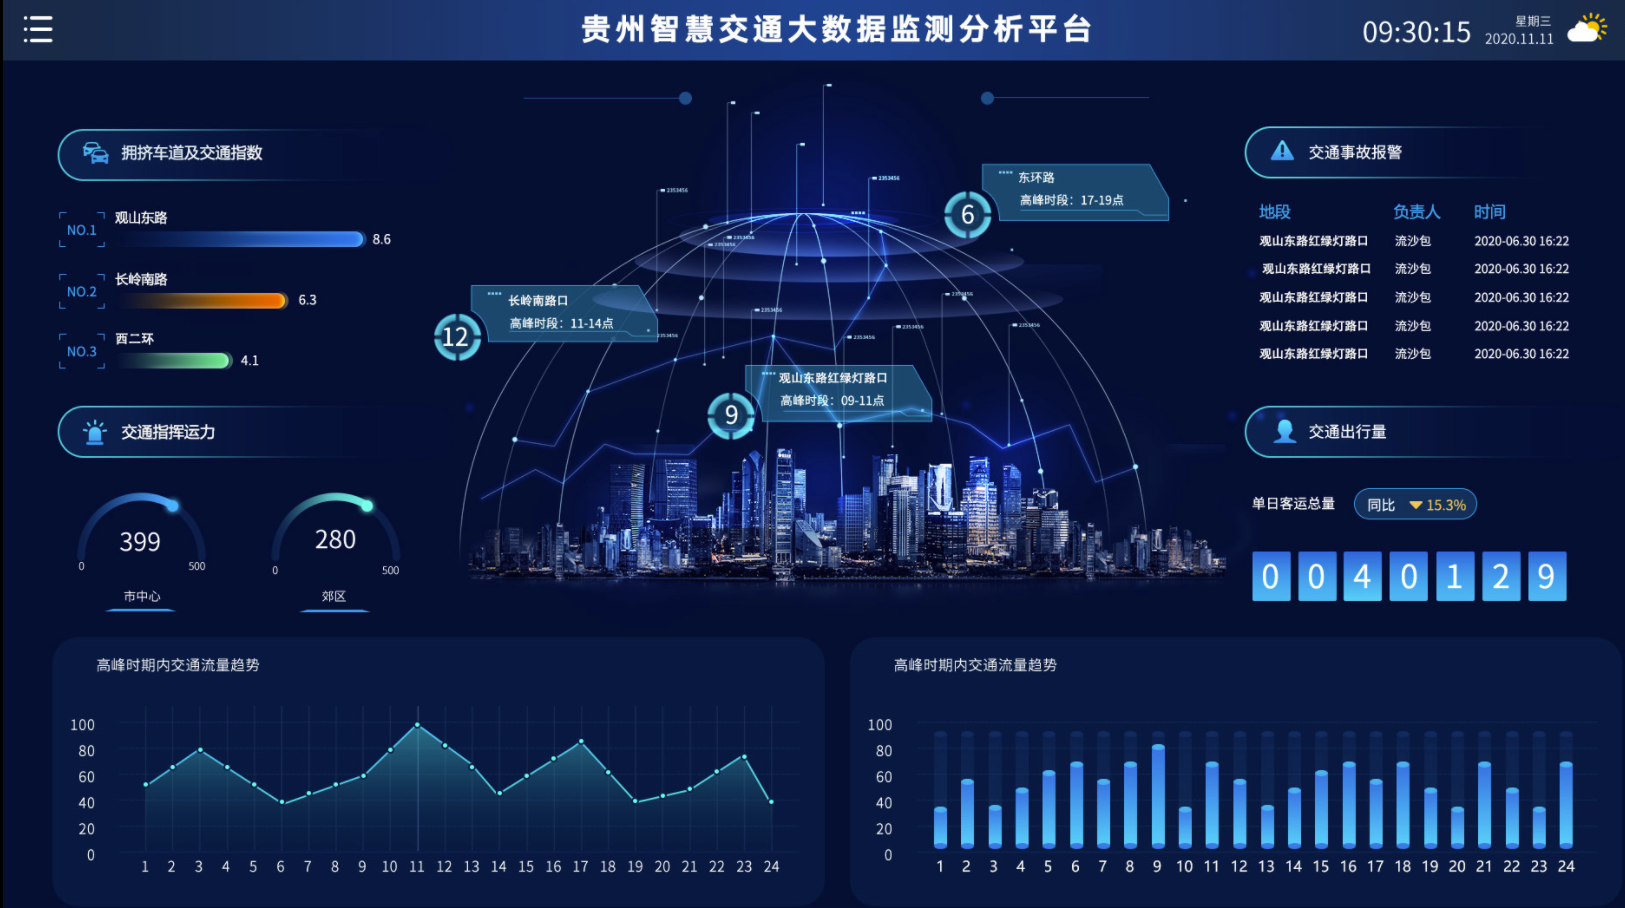 贵州智慧交通大数据监测分析平台
09:30:15
星期三
2020.11.11
拥挤车道及交通指数
NO.1
观山东路
8.6
NO.2
长岭南路
6.3
NO.3
西二环
4.1
交通指挥运力
399
0
500
市中心
280
0
500
郊区
2353456
2353456
2353456
2353456
2353456
2353456
2353456
2353456
2353456
2353456
6
东环路
高峰时段：17-19点
12
长岭南路口
高峰时段：11-14点
9
观山东路红绿灯路口
高峰时段：09-11点
交通事故报警
地段 负责人 时间
观山东路红绿灯路口 流沙包 2020-06.30 16:22
观山东路红绿灯路口 流沙包 2020-06.30 16:22
观山东路红绿灯路口 流沙包 2020-06.30 16:22
观山东路红绿灯路口 流沙包 2020-06.30 16:22
观山东路红绿灯路口 流沙包 2020-06.30 16:22
交通出行量
单日客运总量
同比 15.3%
0 0 4 0 1 2 9
高峰时期内交通流量趋势
100
80
60
40
20
0
1 2 3 4 5 6 7 8 9 10 11 12 13 14 15 16 17 18 19 20 21 22 23 24
高峰时期内交通流量趋势
100
80
60
40
20
0
1 2 3 4 5 6 7 8 9 10 11 12 13 14 15 16 17 18 19 20 21 22 23 24